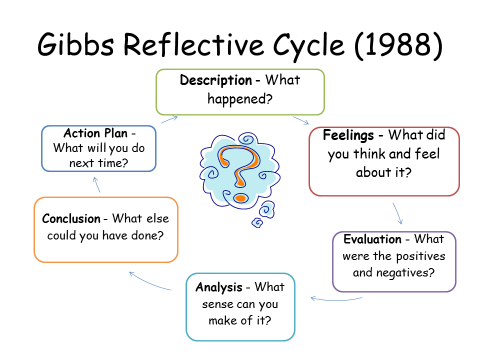 Gibbs Reflective Cycle (1988)
Description - What
happened?
Feelings - What did
you think and feel
about it?
Evaluation - What
were the positives
and negatives?
Analysis - What
sense can you
make of it?
Conclusion - What else
could you have done?
Action Plan -
What will you do
next time?
?